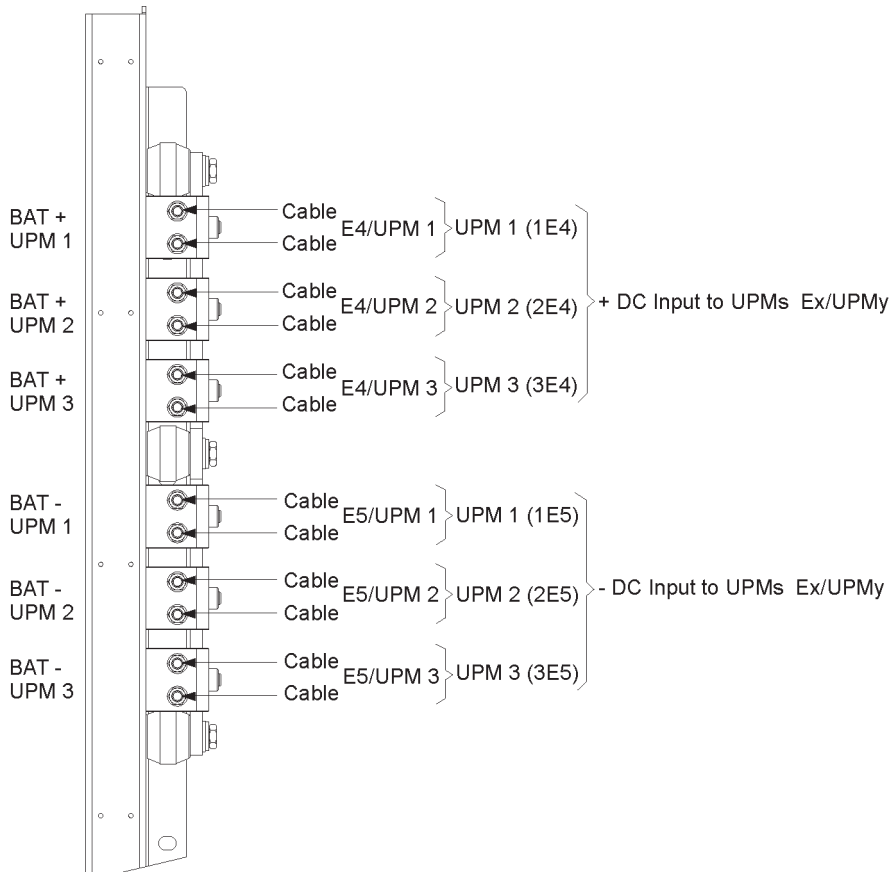 BAT +
UPM 1
Cable
Cable
E4/UPM 1
UPM 1 (1E4)
BAT +
UPM 2
Cable
Cable
E4/UPM 2
UPM 2 (2E4)
+ DC Input to UPMs Ex/UPMy
BAT +
UPM 3
Cable
Cable
E4/UPM 3
UPM 3 (3E4)
BAT -
UPM 1
Cable
Cable
E5/UPM 1
UPM 1 (1E5)
BAT -
UPM 2
Cable
Cable
E5/UPM 2
UPM 2 (2E5)
- DC Input to UPMs Ex/UPMy
BAT -
UPM 3
Cable
Cable
E5/UPM 3
UPM 3 (3E5)